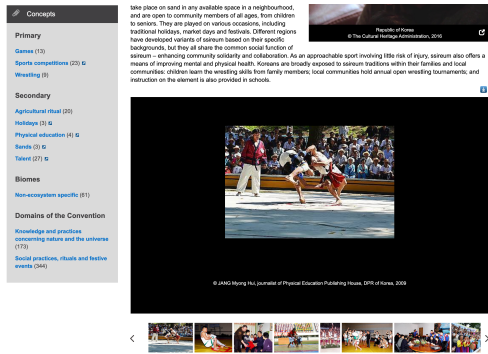 Concepts
Primary
Games (13)
Sports competitions (23)
Wrestling (9)
Secondary
Agricultural ritual (20)
Holidays (3)
Physical education (4)
Sands (3)
Talent (27)
Biomes
Non-ecosystem specific (61)
Domains of the Convention
Knowledge and practices
concerning nature and the universe
(173)
Social practices, rituals and festive
events (344)
take place on sand in any available space in a neighbourhood,
and are open to community members of all ages, from children
to seniors. They are played on various occasions, including
traditional holidays, market days and festivals. Different regions
have developed variants of ssireum based on their specific
backgrounds, but they all share the common social function of
ssireum – enhancing community solidarity and collaboration. As an approachable sport involving little risk of injury, ssireum also offers a
means of improving mental and physical health. Koreans are broadly exposed to ssireum traditions within their families and local
communities: children learn the wrestling skills from family members; local communities hold annual open wrestling tournaments; and
instruction on the element is also provided in schools.
Republic of Korea
© The Cultural Heritage Administration, 2016
© JANG Myong Hui, journalist of Physical Education Publishing House, DPR of Korea, 2009